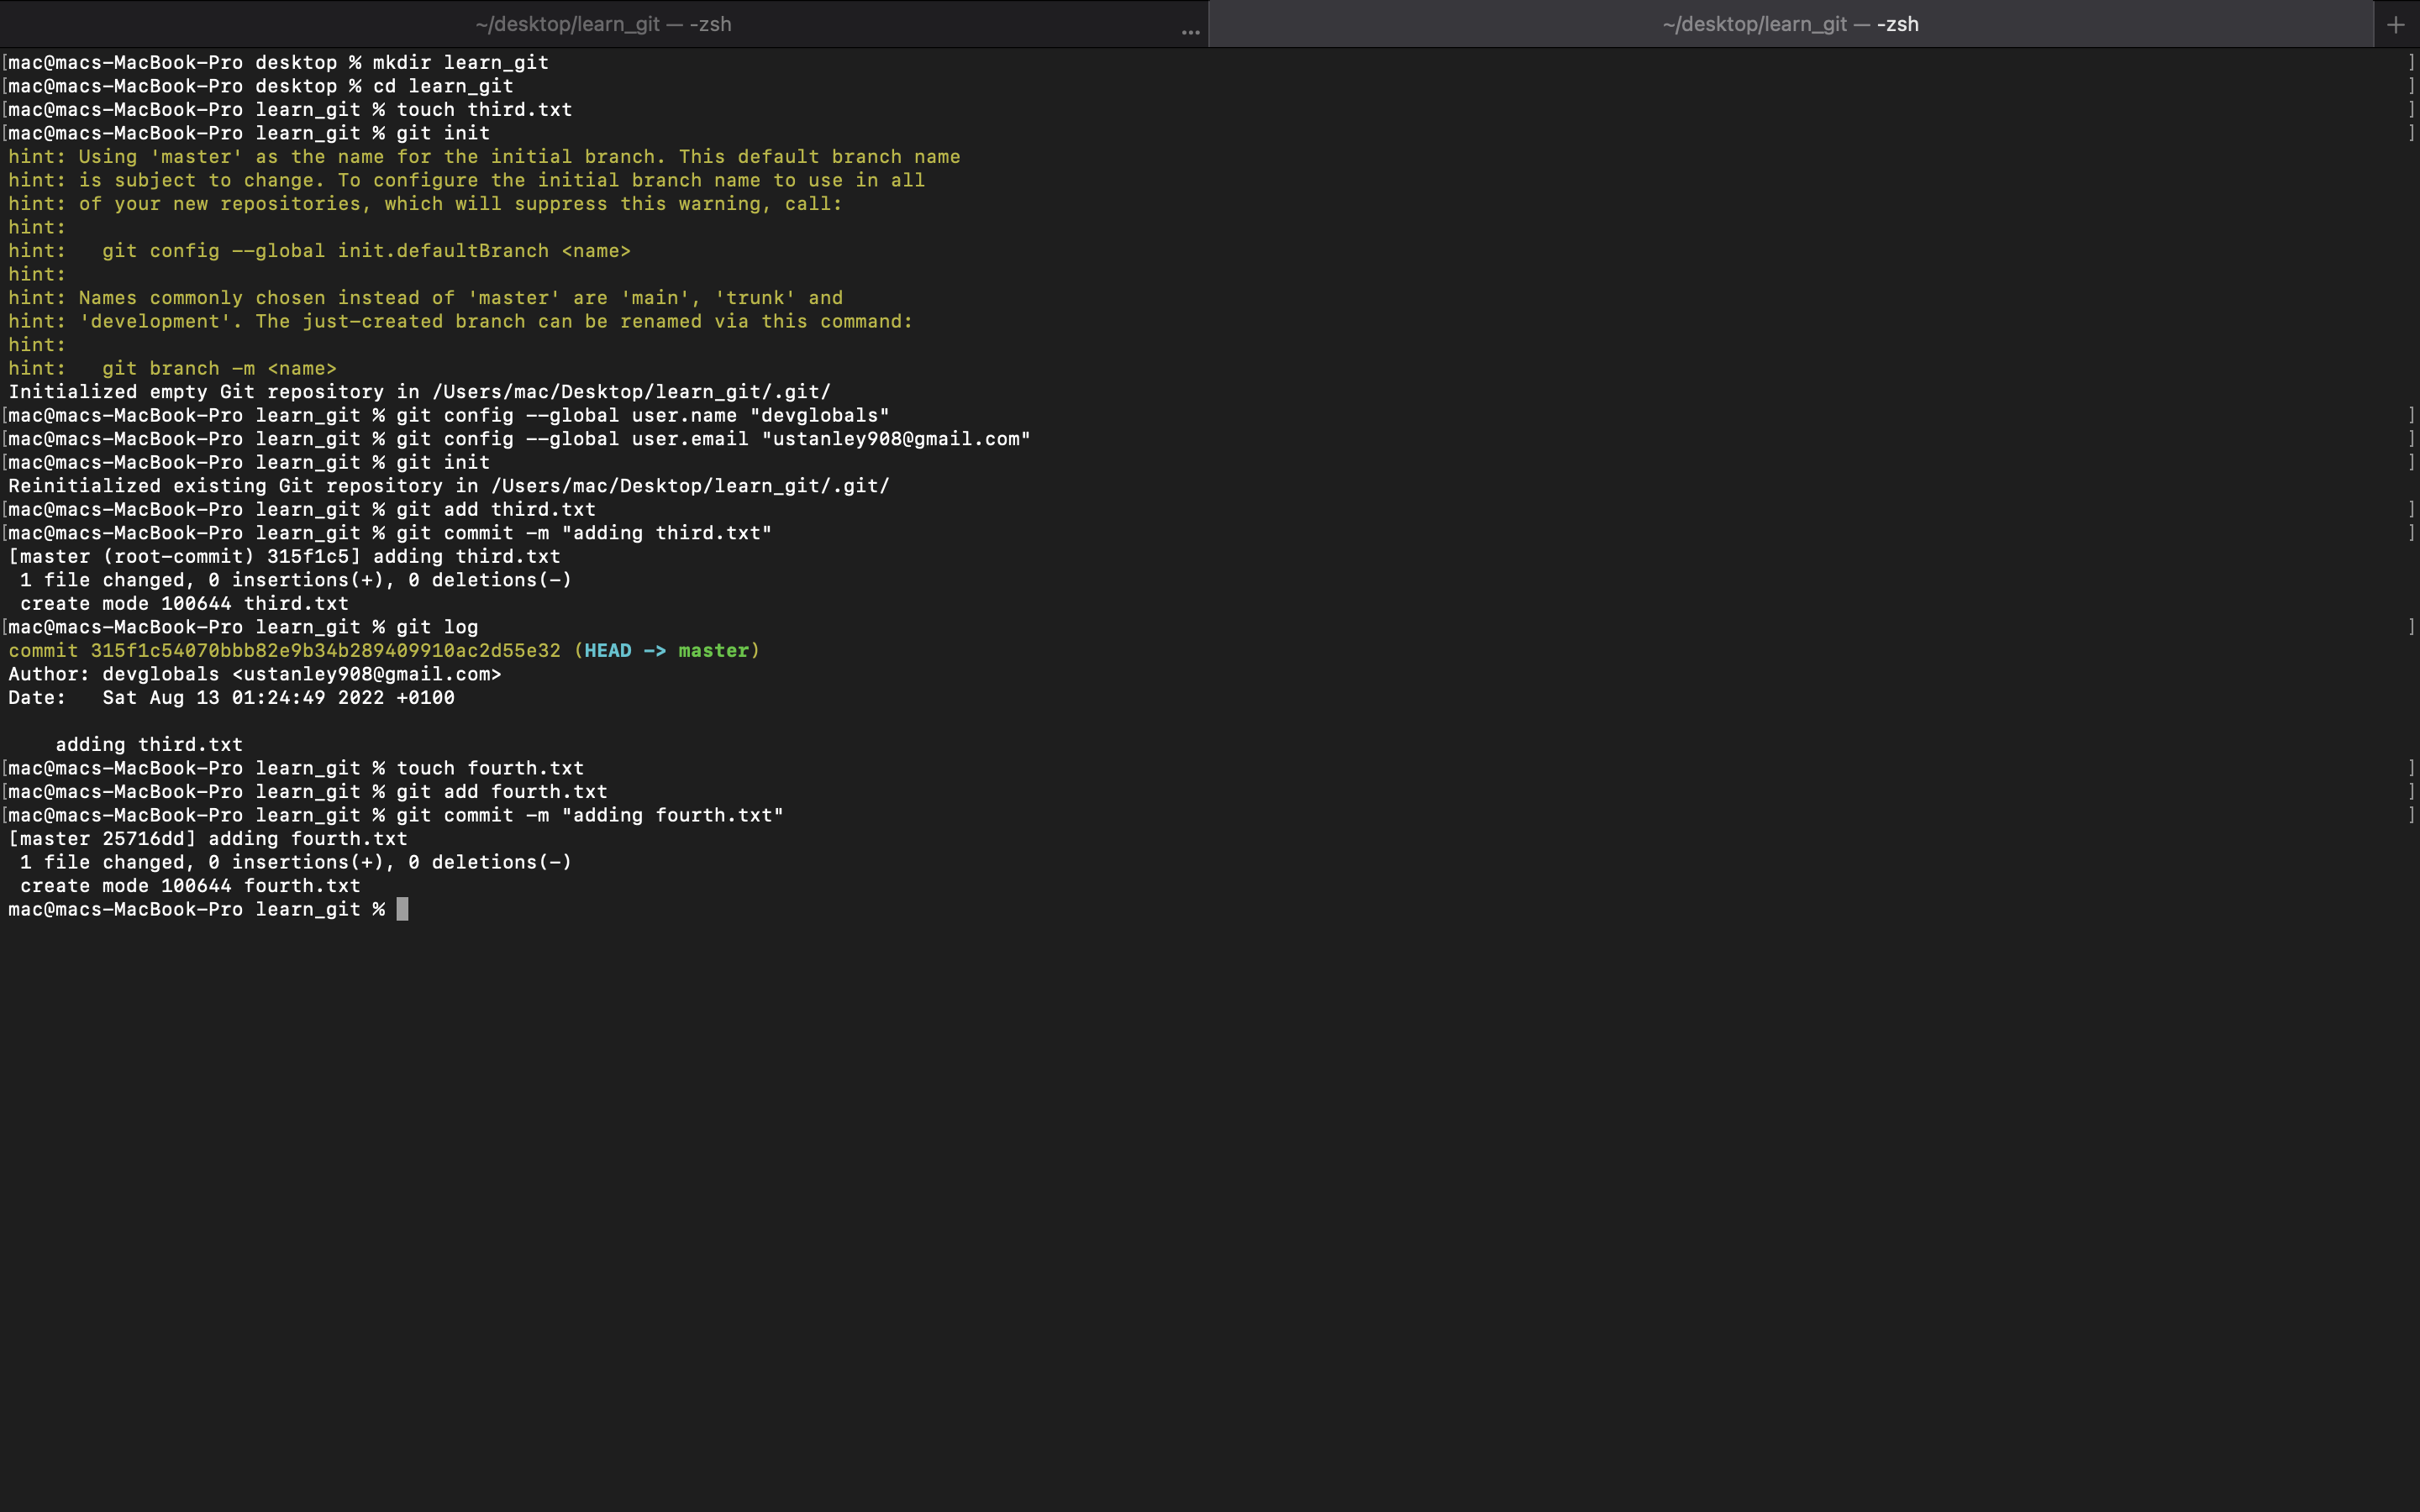 ~/desktop/learn_git — -zsh ... ~/desktop/learn_git — -zsh +
[mac@macs-MacBook-Pro desktop % mkdir learn_git ]
[mac@macs-MacBook-Pro desktop % cd learn_git ]
[mac@macs-MacBook-Pro learn_git % touch third.txt ]
[mac@macs-MacBook-Pro learn_git % git init ]
hint: Using 'master' as the name for the initial branch. This default branch name
hint: is subject to change. To configure the initial branch name to use in all
hint: of your new repositories, which will suppress this warning, call:
hint:
hint:   git config --global init.defaultBranch <name>
hint:
hint: Names commonly chosen instead of 'master' are 'main', 'trunk' and
hint: 'development'. The just-created branch can be renamed via this command:
hint:
hint:   git branch -m <name>
Initialized empty Git repository in /Users/mac/Desktop/learn_git/.git/
[mac@macs-MacBook-Pro learn_git % git config --global user.name "devglobals" ]
[mac@macs-MacBook-Pro learn_git % git config --global user.email "ustanley908@gmail.com" ]
[mac@macs-MacBook-Pro learn_git % git init ]
Reinitialized existing Git repository in /Users/mac/Desktop/learn_git/.git/
[mac@macs-MacBook-Pro learn_git % git add third.txt ]
[mac@macs-MacBook-Pro learn_git % git commit -m "adding third.txt" ]
[master (root-commit) 315f1c5] adding third.txt
 1 file changed, 0 insertions(+), 0 deletions(-)
 create mode 100644 third.txt
[mac@macs-MacBook-Pro learn_git % git log ]
commit 315f1c54070bbb82e9b34b289409910ac2d55e32 (HEAD -> master)
Author: devglobals <ustanley908@gmail.com>
Date:   Sat Aug 13 01:24:49 2022 +0100

    adding third.txt
[mac@macs-MacBook-Pro learn_git % touch fourth.txt ]
[mac@macs-MacBook-Pro learn_git % git add fourth.txt ]
[mac@macs-MacBook-Pro learn_git % git commit -m "adding fourth.txt" ]
[master 25716dd] adding fourth.txt
 1 file changed, 0 insertions(+), 0 deletions(-)
 create mode 100644 fourth.txt
mac@macs-MacBook-Pro learn_git %